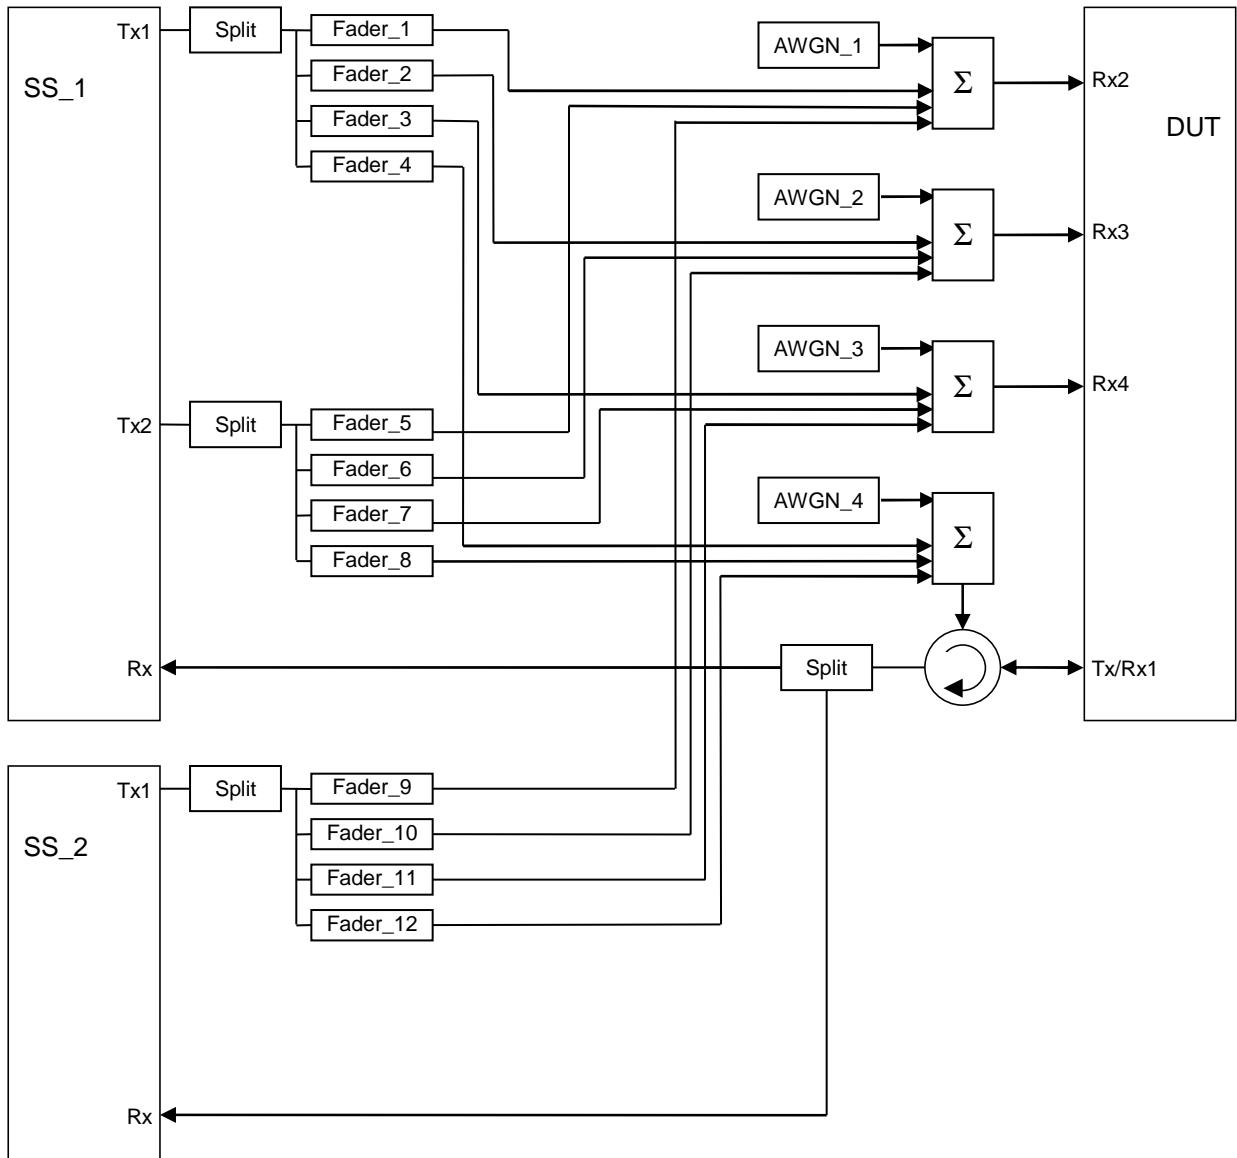 SS_1
Tx1
Split
Fader_1
Fader_2
Fader_3
Fader_4
AWGN_1
Σ
Rx2
DUT
AWGN_2
Σ
Rx3
AWGN_3
Σ
Rx4
Tx2
Split
Fader_5
Fader_6
Fader_7
Fader_8
AWGN_4
Σ
Rx
Split
Tx/Rx1
SS_2
Tx1
Split
Fader_9
Fader_10
Fader_11
Fader_12
Rx